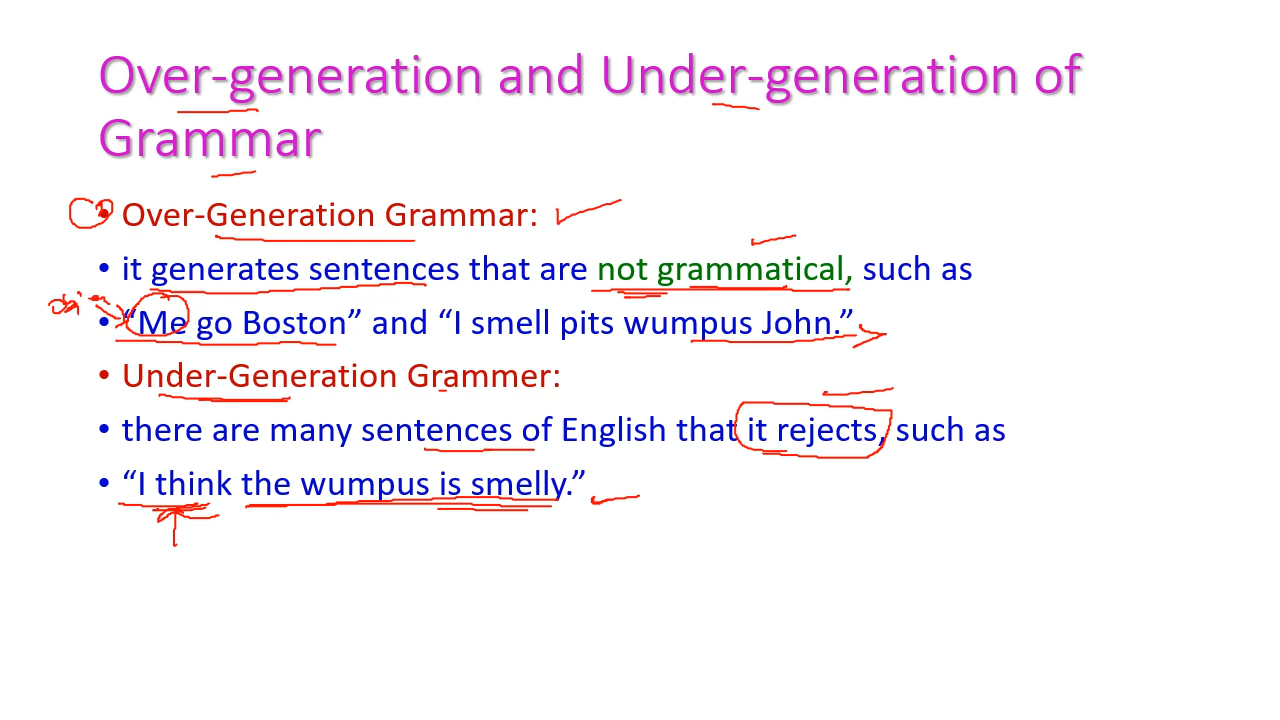 Over-generation and Under-generation of
Grammar
• Over-Generation Grammar:
• it generates sentences that are not grammatical, such as
• “Me go Boston” and “I smell pits wumpus John.”
• Under-Generation Grammer:
there are many sentences of English that it rejects, such as
• “I think the wumpus is smelly.”